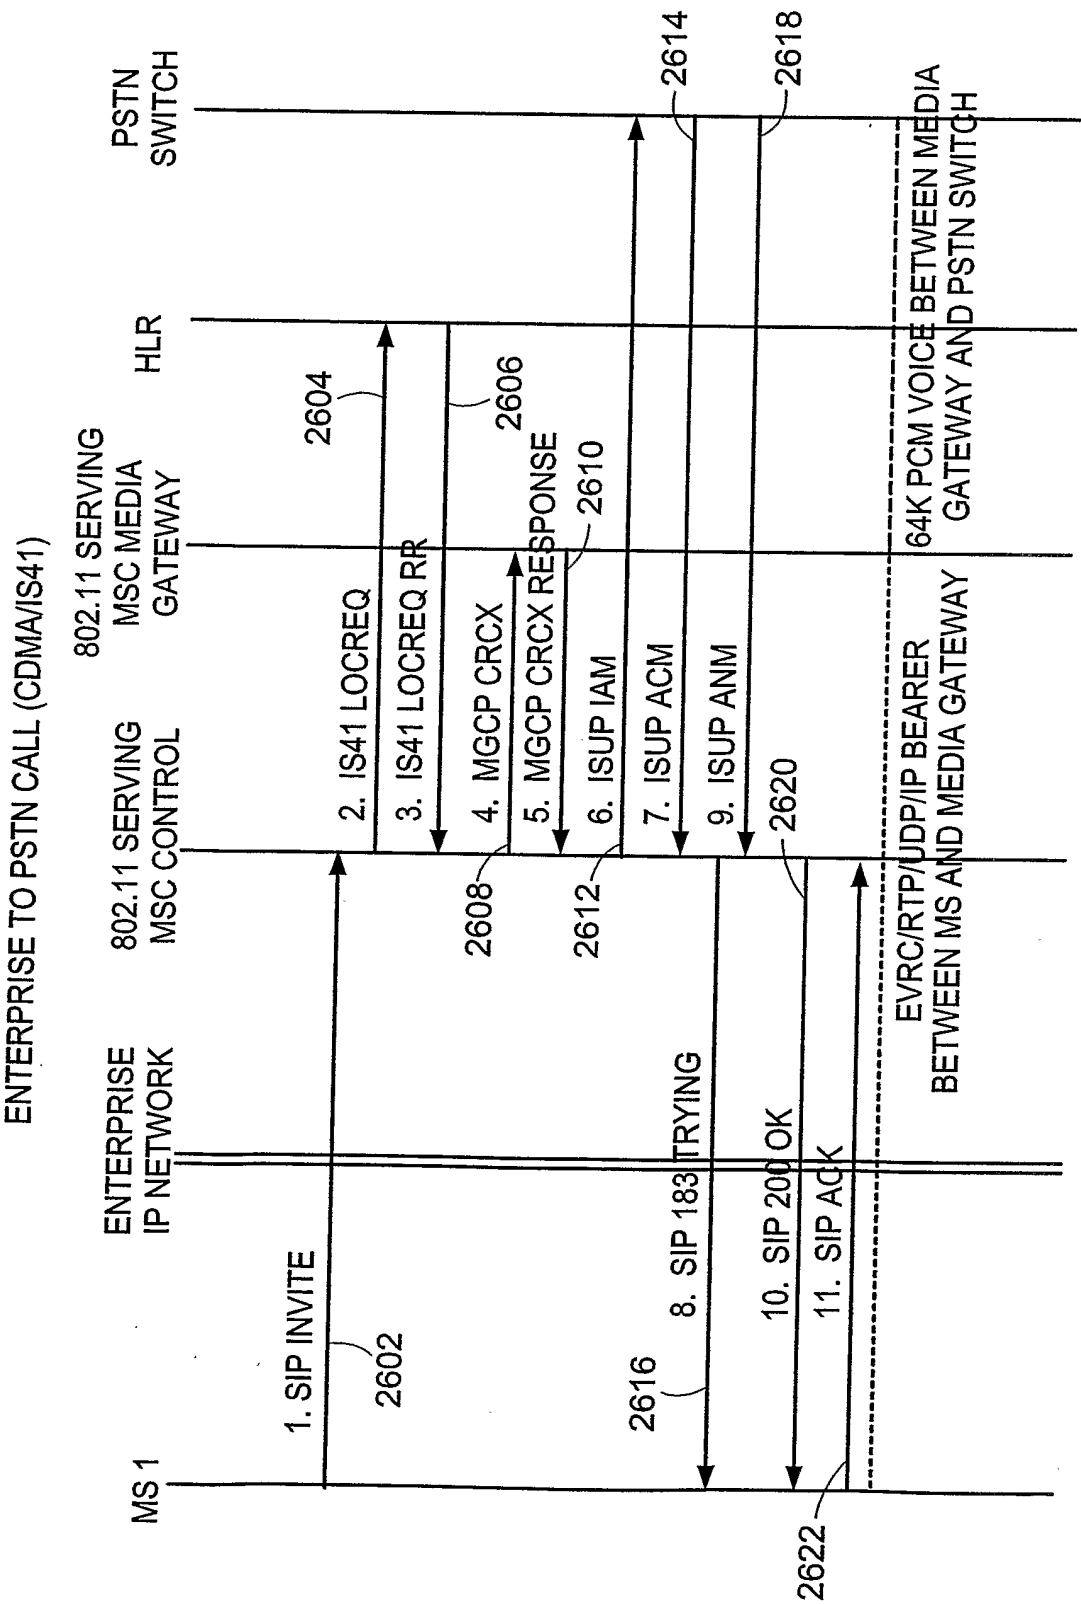 ENTERPRISE TO PSTN CALL (CDMA/IS41)
MS 1
ENTERPRISE
IP NETWORK
802.11 SERVING
MSC CONTROL
802.11 SERVING
MSC MEDIA
GATEWAY
HLR
PSTN
SWITCH
1. SIP INVITE
2602
2. IS41 LOCREQ
2604
3. IS41 LOCREQ RR
2606
4. MGCP CRCX
2608
5. MGCP CRCX RESPONSE
2610
6. ISUP IAM
2612
7. ISUP ACM
2614
8. SIP 183 TRYING
2616
9. ISUP ANM
2618
10. SIP 200 OK
2620
11. SIP ACK
2622
EVRC/RTP/UDP/IP BEARER
BETWEEN MS AND MEDIA GATEWAY
64K PCM VOICE BETWEEN MEDIA
GATEWAY AND PSTN SWITCH